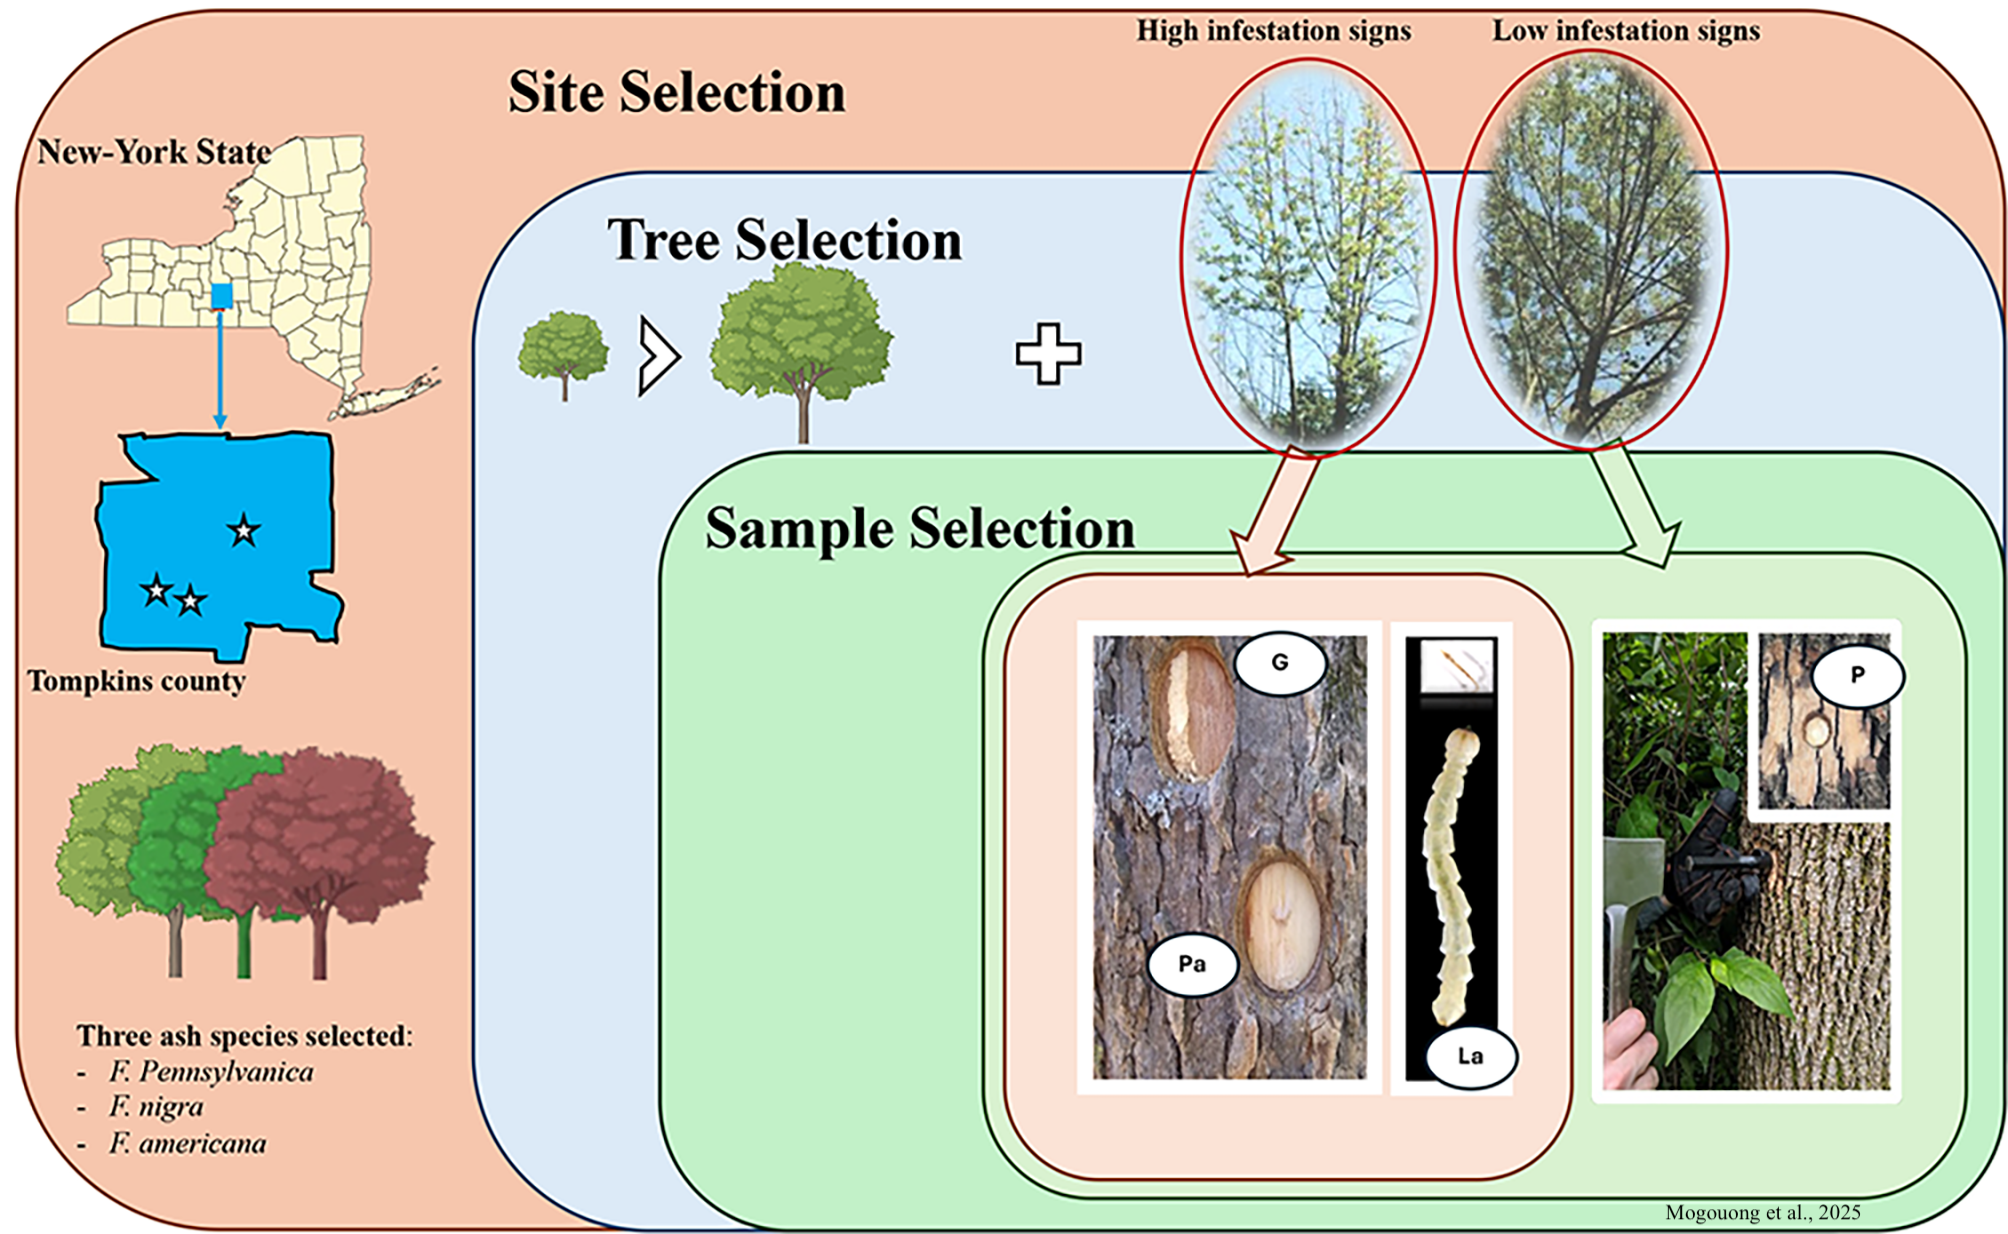 High infestation signs
Low infestation signs
Site Selection
New-York State
Tree Selection
Sample Selection
Tompkins county
G
P
Pa
La
Three ash species selected:
- F. Pennsylvanica
- F. nigra
- F. americana
Mogouong et al., 2025